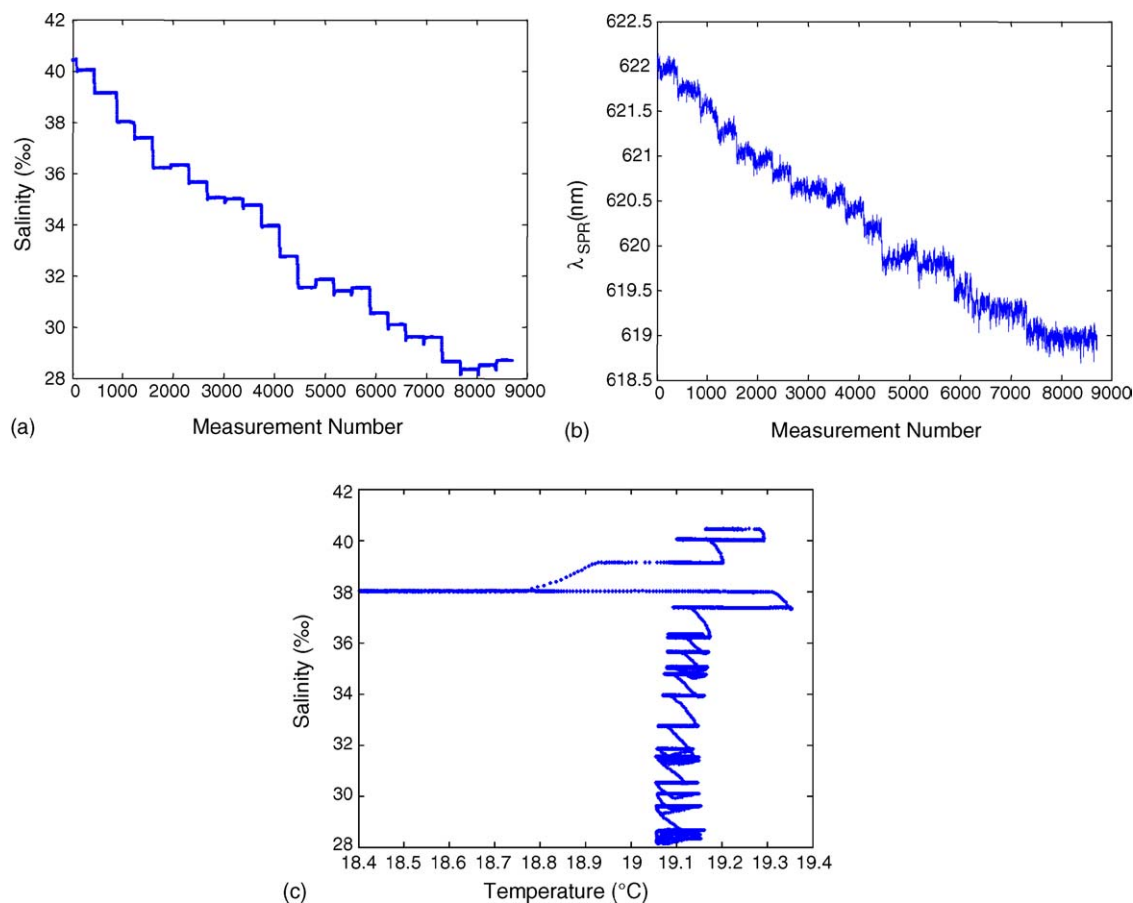 42
40
38
36
34
32
30
28
Salinity (‰)
0 1000 2000 3000 4000 5000 6000 7000 8000 9000
(a) Measurement Number
622.5
622
621.5
621
620.5
620
619.5
619
618.5
λ SPR(nm)
0 1000 2000 3000 4000 5000 6000 7000 8000 9000
(b) Measurement Number
42
40
38
36
34
32
30
28
Salinity (‰)
18.4 18.5 18.6 18.7 18.8 18.9 19 19.1 19.2 19.3 19.4
(c) Temperature (°C)